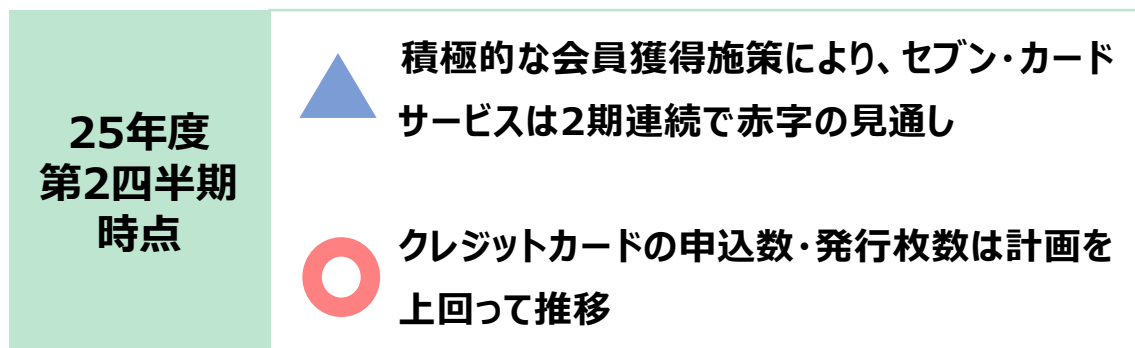 25年度
第2四半期
時点
積極的な会員獲得施策により、セブン・カード
サービスは2期連続で赤字の見通し
クレジットカードの申込数・発行枚数は計画を
上回って推移